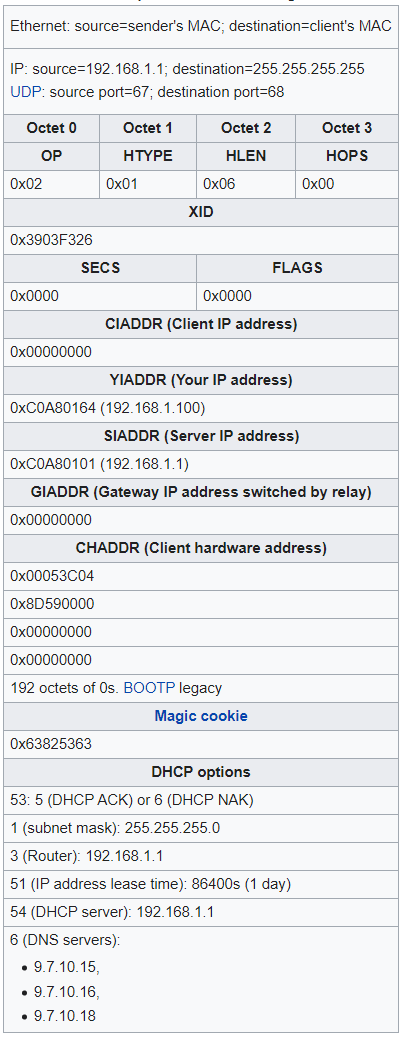 Ethernet: source=sender's MAC; destination=client's MAC
IP: source=192.168.1.1; destination=255.255.255.255
UDP: source port=67; destination port=68
Octet 0 Octet 1 Octet 2 Octet 3
OP HTYPE HLEN HOPS
0x02 0x01 0x06 0x00
XID
0x3903F326
SECS FLAGS
0x0000 0x0000
CIADDR (Client IP address)
0x00000000
YIADDR (Your IP address)
0xC0A80164 (192.168.1.100)
SIADDR (Server IP address)
0xC0A80101 (192.168.1.1)
GIADDR (Gateway IP address switched by relay)
0x00000000
CHADDR (Client hardware address)
0x00053C04
0x8D590000
0x00000000
0x00000000
192 octets of 0s. BOOTP legacy
Magic cookie
0x63825363
DHCP options
53: 5 (DHCP ACK) or 6 (DHCP NAK)
1 (subnet mask): 255.255.255.0
3 (Router): 192.168.1.1
51 (IP address lease time): 86400s (1 day)
54 (DHCP server): 192.168.1.1
6 (DNS servers):
• 9.7.10.15,
• 9.7.10.16,
• 9.7.10.18